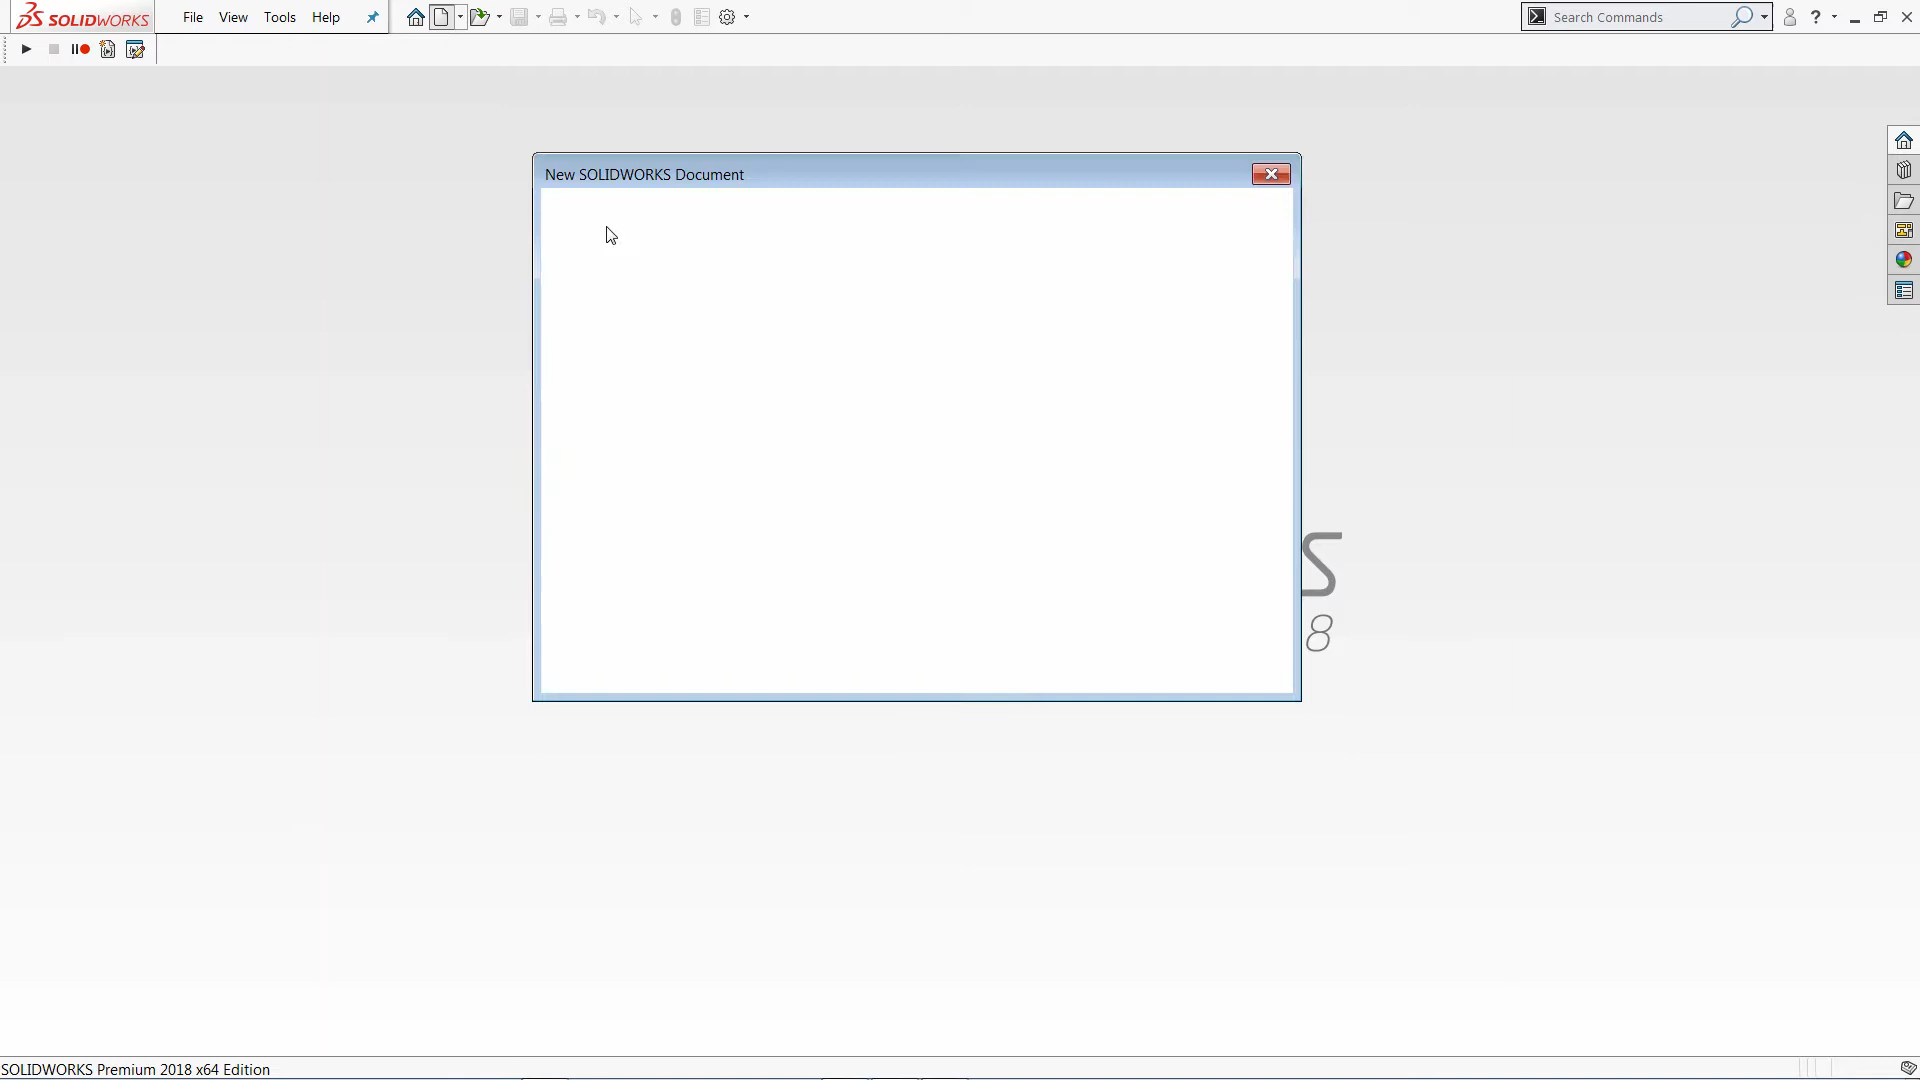 SOLIDWORKS File View Tools Help
Search Commands ?
New SOLIDWORKS Document
S
8
SOLIDWORKS Premium 2018 x64 Edition